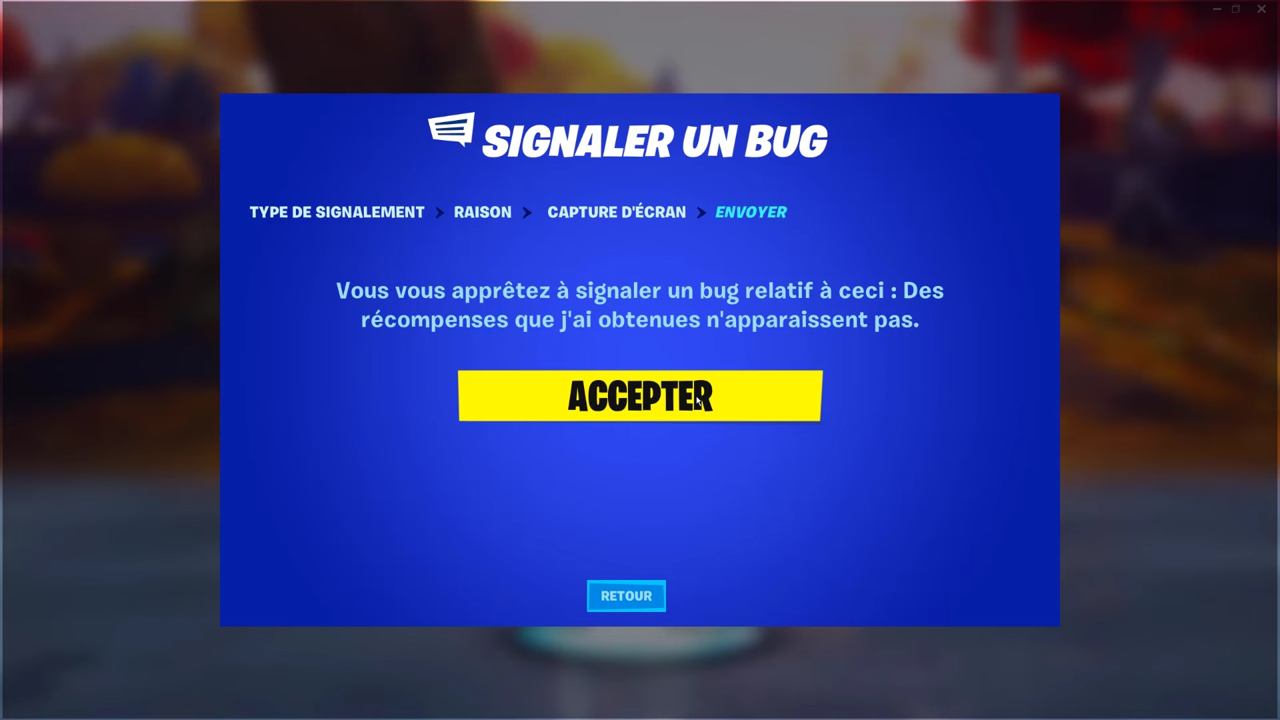 SIGNALER UN BUG
TYPE DE SIGNALEMENT > RAISON > CAPTURE D'ÉCRAN > ENVOYER
Vous vous apprêtez à signaler un bug relatif à ceci : Des
récompenses que j'ai obtenues n'apparaissent pas.
ACCEPTER
RETOUR